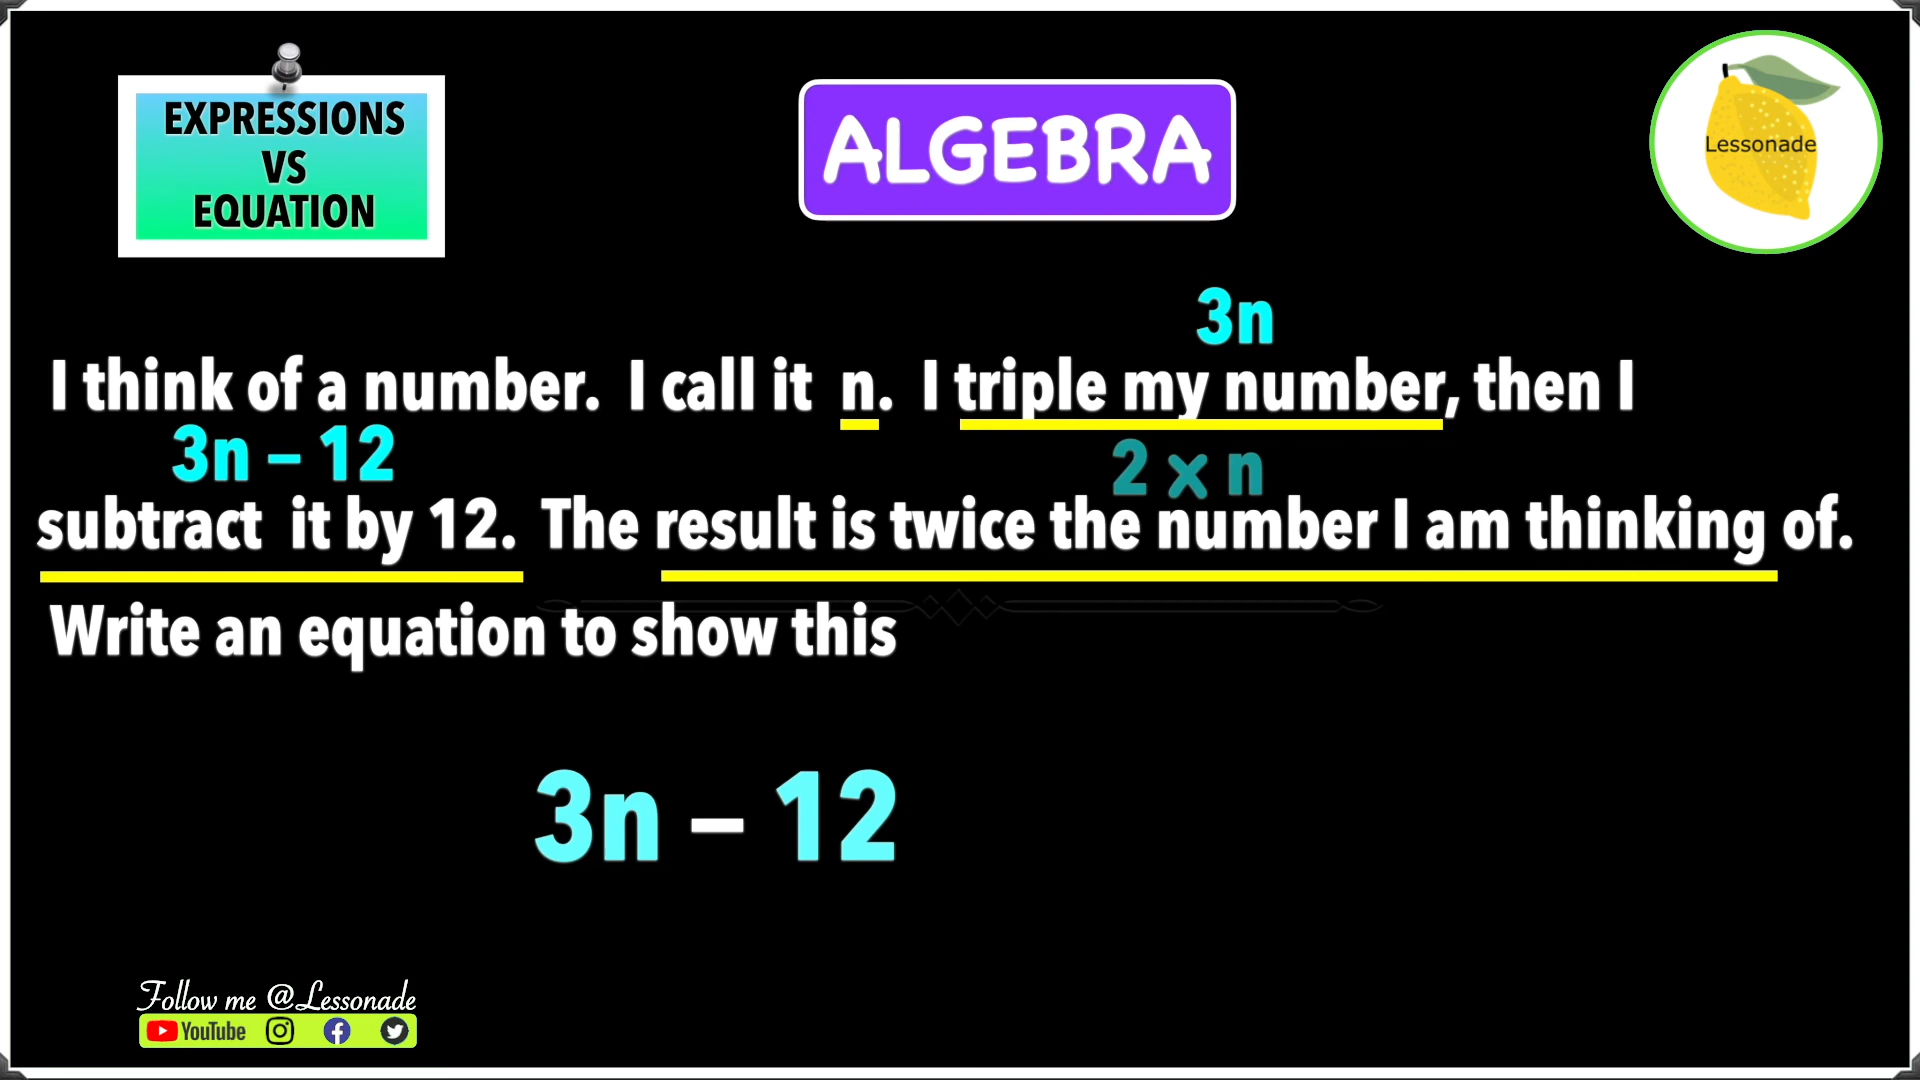 EXPRESSIONS
VS
EQUATION
ALGEBRA
Lessonade
3n
I think of a number. I call it n. I triple my number, then I
3n – 12
2 x n
subtract it by 12. The result is twice the number I am thinking of.
Write an equation to show this
3n – 12
Follow me @Lessonade
YouTube